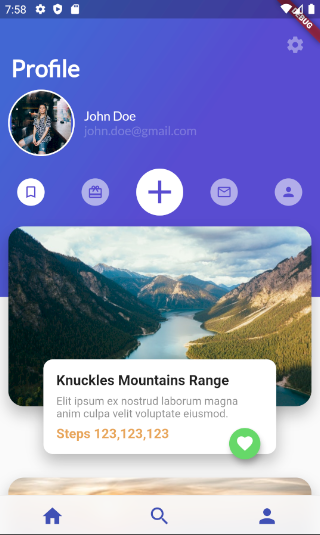 7:58
DEBUG
Profile
John Doe
john.doe@gmail.com
Knuckles Mountains Range
Elit ipsum ex nostrud laborum magna
anim culpa velit voluptate eiusmod.
Steps 123,123,123